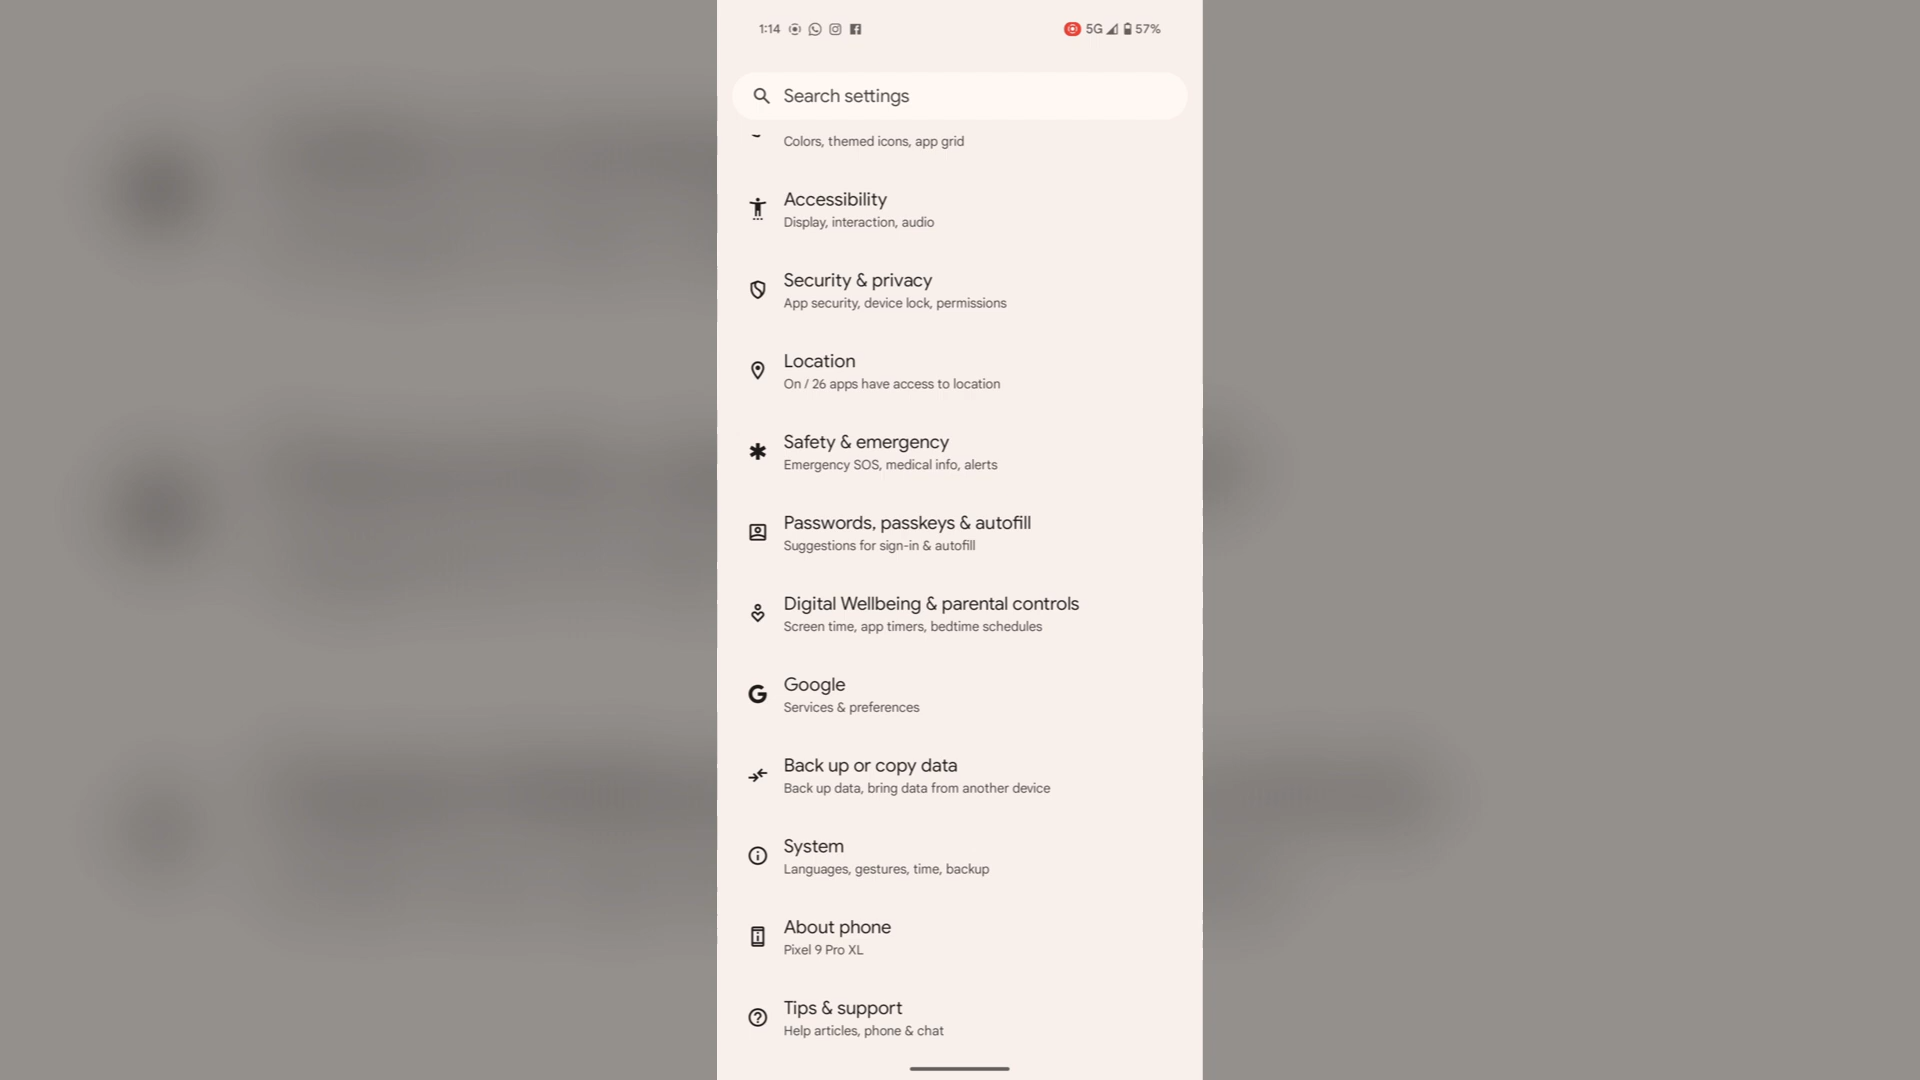 1:14 5G 57%
Search settings
Colors, themed icons, app grid
Accessibility
Display, interaction, audio
Security & privacy
App security, device lock, permissions
Location
On / 26 apps have access to location
Safety & emergency
Emergency SOS, medical info, alerts
Passwords, passkeys & autofill
Suggestions for sign-in & autofill
Digital Wellbeing & parental controls
Screen time, app timers, bedtime schedules
Google
Services & preferences
Back up or copy data
Back up data, bring data from another device
System
Languages, gestures, time, backup
About phone
Pixel 9 Pro XL
Tips & support
Help articles, phone & chat